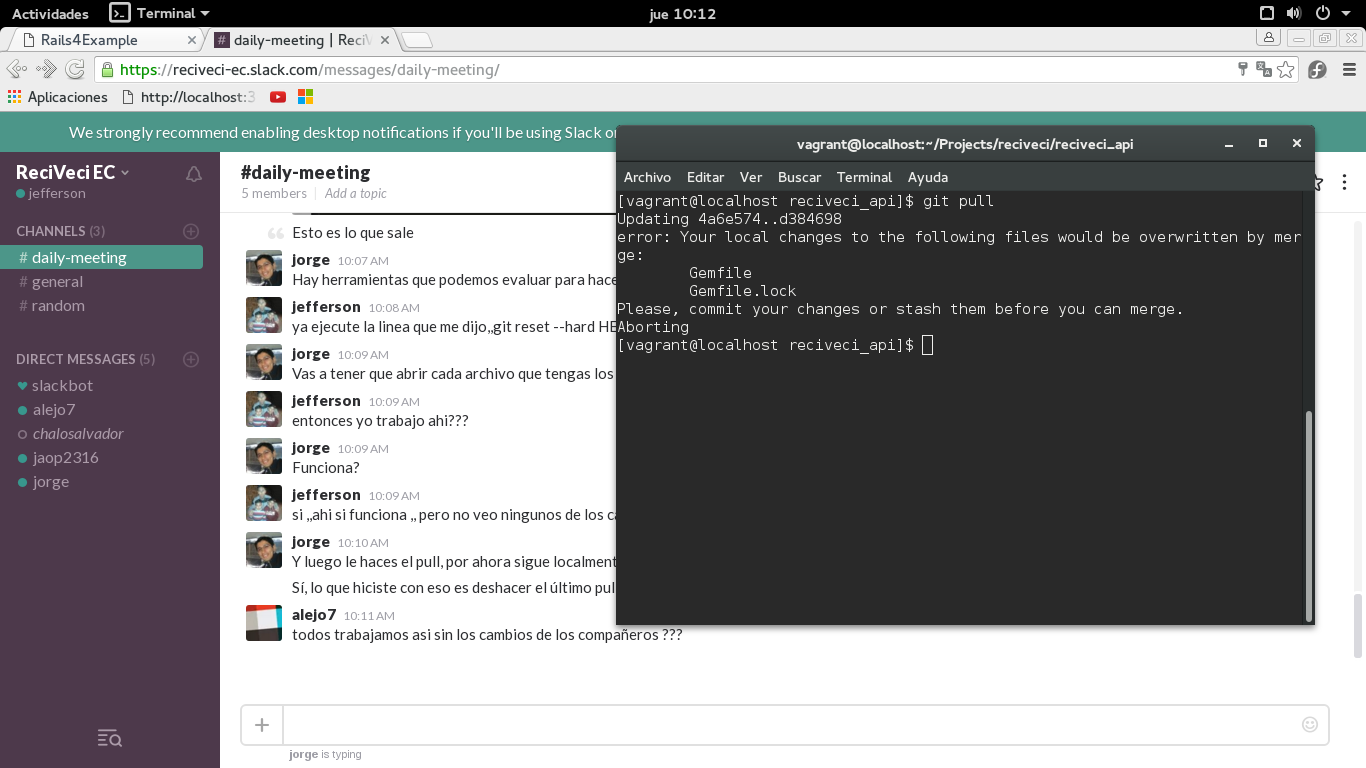 Actividades
Terminal
jue 10:12
Rails4Example
daily-meeting | ReciV
https://reciveci-ec.slack.com/messages/daily-meeting/
Aplicaciones
http://localhost:3
We strongly recommend enabling desktop notifications if you'll be using Slack on
ReciVeci EC
jefferson
CHANNELS (3)
# daily-meeting
# general
# random
DIRECT MESSAGES (5)
slackbot
alejo7
chalosalvador
jaop2316
jorge
#daily-meeting
5 members
Add a topic
Esto es lo que sale
jorge 10:07 AM
Hay herramientas que podemos evaluar para hace
jefferson 10:08 AM
ya ejecute la linea que me dijo,,git reset --hard HE
jorge 10:09 AM
Vas a tener que abrir cada archivo que tengas los
jefferson 10:09 AM
entonces yo trabajo ahi???
jorge 10:09 AM
Funciona?
jefferson 10:09 AM
si ,,ahi si funciona ,, pero no veo ningunos de los ca
jorge 10:10 AM
Y luego le haces el pull, por ahora sigue localment
Sí, lo que hiciste con eso es deshacer el último pul
alejo7 10:11 AM
todos trabajamos asi sin los cambios de los compañeros ???
jorge is typing
vagrant@localhost:~/Projects/reciveci/reciveci_api
Archivo Editar Ver Buscar Terminal Ayuda
[vagrant@localhost reciveci_api]$ git pull
Updating 4a6e574..d384698
error: Your local changes to the following files would be overwritten by mer
ge:
Gemfile
Gemfile.lock
Please, commit your changes or stash them before you can merge.
Aborting
[vagrant@localhost reciveci_api]$